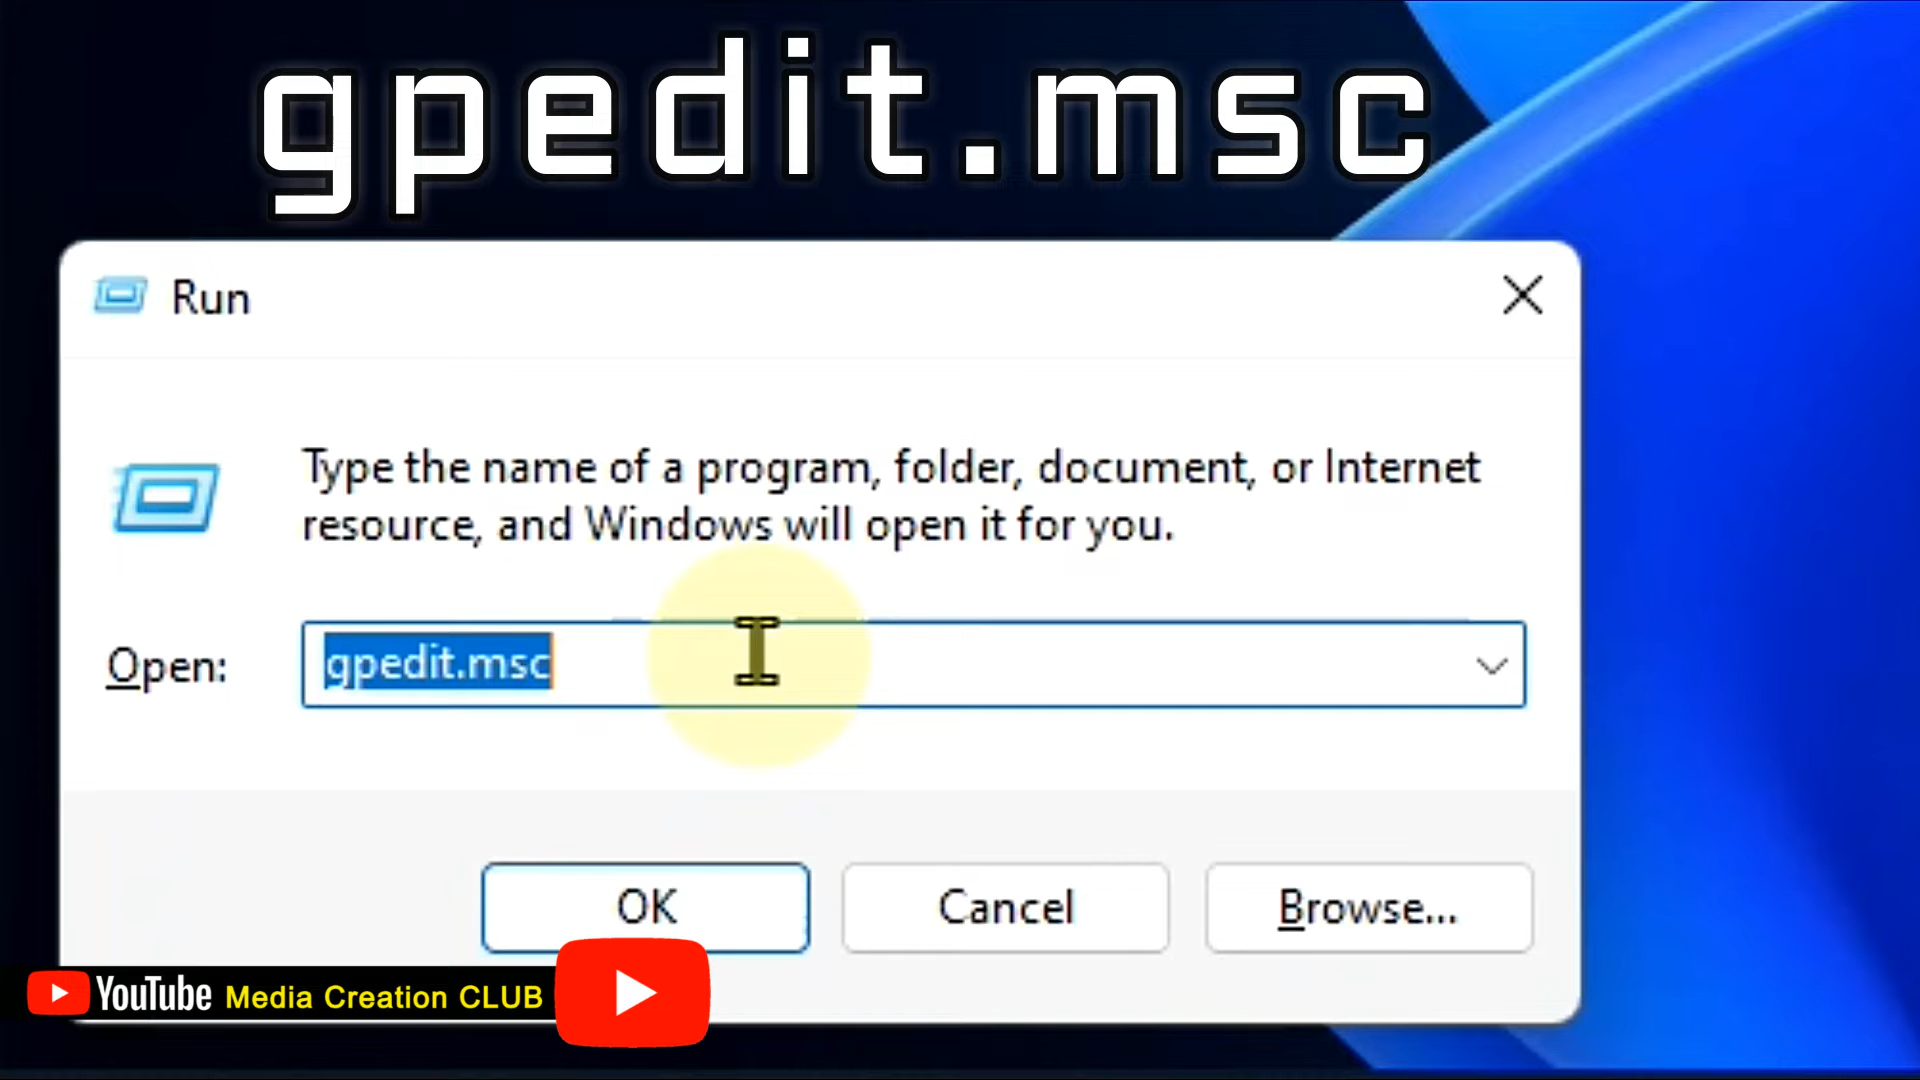 gpedit.msc
Run
Type the name of a program, folder, document, or Internet
resource, and Windows will open it for you.
Open:
gpedit.msc
OK
Cancel
Browse...
YouTube Media Creation CLUB